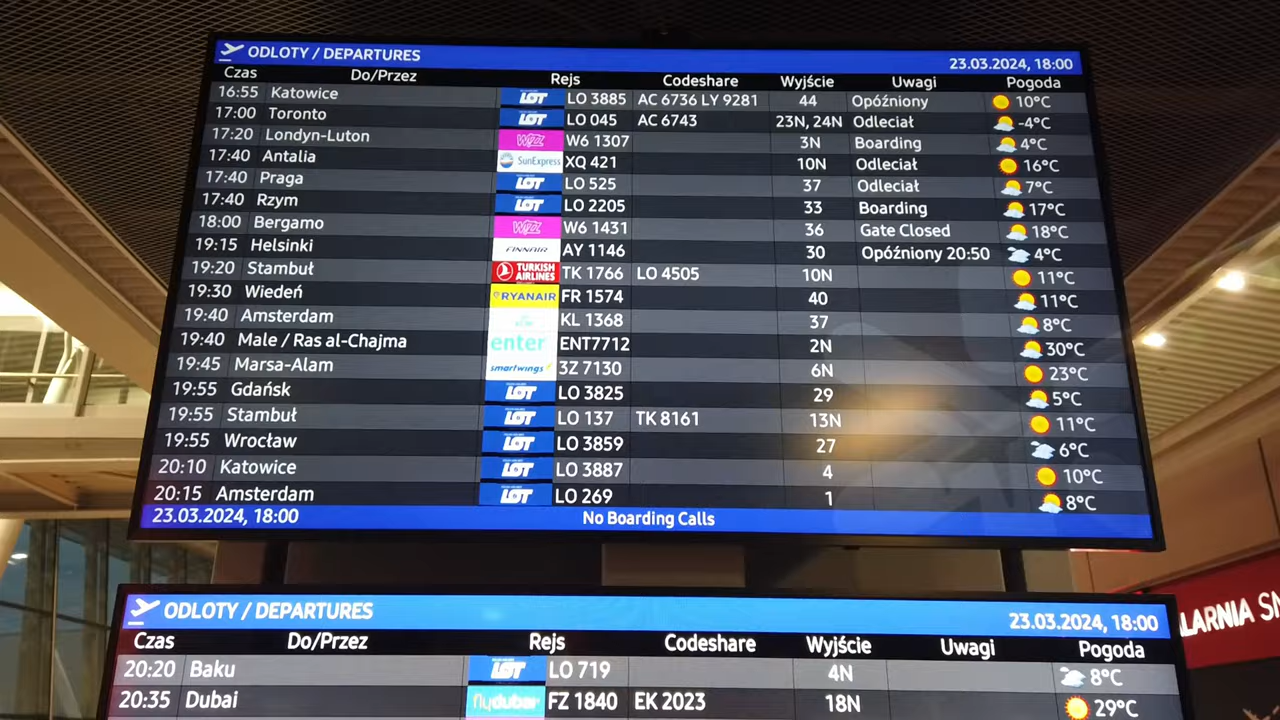 ODLOTY / DEPARTURES 23.03.2024, 18:00
Czas Do/Przez Rejs Codeshare Wyjście Uwagi Pogoda
16:55 Katowice LOT LO 3885 AC 6736 LY 9281 44 Opóźniony 10°C
17:00 Toronto LOT LO 045 AC 6743 23N, 24N Odleciał -4°C
17:20 Londyn-Luton WIZZ W6 1307 3N Boarding 4°C
17:40 Antalia SunExpress XQ 421 10N Odleciał 16°C
17:40 Praga LOT LO 525 37 Odleciał 7°C
17:40 Rzym LOT LO 2205 33 Boarding 17°C
18:00 Bergamo WIZZ W6 1431 36 Gate Closed 18°C
19:15 Helsinki FINNAIR AY 1146 30 Opóźniony 20:50 4°C
19:20 Stambuł TURKISH AIRLINES TK 1766 LO 4505 10N 11°C
19:30 Wiedeń RYANAIR FR 1574 40 11°C
19:40 Amsterdam KL 1368 37 8°C
19:40 Male / Ras al-Chajma enter ENT7712 2N 30°C
19:45 Marsa-Alam smartwings 3Z 7130 6N 23°C
19:55 Gdańsk LOT LO 3825 29 5°C
19:55 Stambuł LOT LO 137 TK 8161 13N 11°C
19:55 Wrocław LOT LO 3859 27 6°C
20:10 Katowice LOT LO 3887 4 10°C
20:15 Amsterdam LOT LO 269 1 8°C
23.03.2024, 18:00 No Boarding Calls
ODLOTY / DEPARTURES 23.03.2024, 18:00
Czas Do/Przez Rejs Codeshare Wyjście Uwagi Pogoda
20:20 Baku LOT LO 719 4N 8°C
20:35 Dubai flydubai FZ 1840 EK 2023 18N 29°C
ALARNIA SM